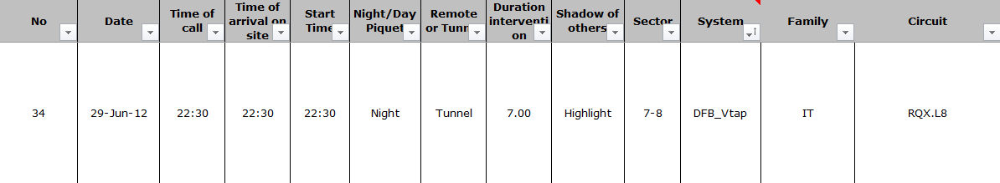 No
Date
Time of
call
Time of
arrival on
site
Start
Time
Night/Day
Piquet
Remote
or Tunn
Duration
interventi
on
Shadow of
others
Sector
System
Family
Circuit
34
29-Jun-12
22:30
22:30
22:30
Night
Tunnel
7.00
Highlight
7-8
DFB_Vtap
IT
RQX.L8